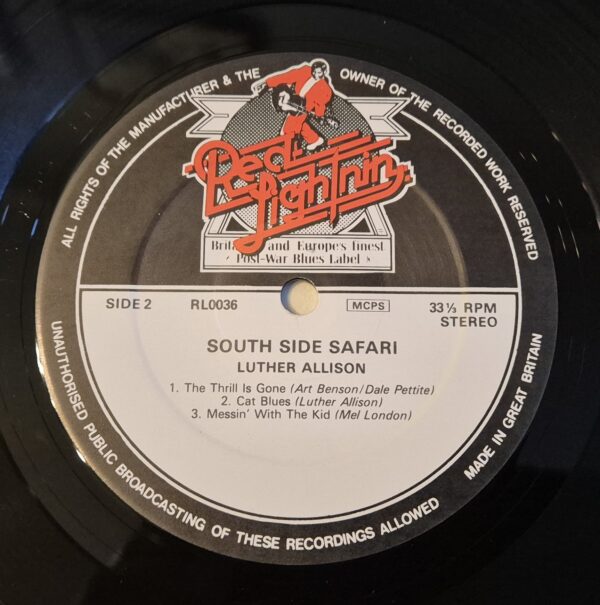 ALL RIGHTS OF THE MANUFACTURER & THE OWNER OF THE RECORDED WORK RESERVED
Red
Lightnin
and Europe's finest
Post-War Blues Label
SIDE 2 RL0036 MCPS 33⅓ RPM
STEREO
SOUTH SIDE SAFARI
LUTHER ALLISON
1. The Thrill Is Gone (Art Benson/Dale Pettite)
2. Cat Blues (Luther Allison)
3. Messin' With The Kid (Mel London)
UNAUTHORISED PUBLIC BROADCASTING OF THESE RECORDINGS ALLOWED
MADE IN GREAT BRITAIN